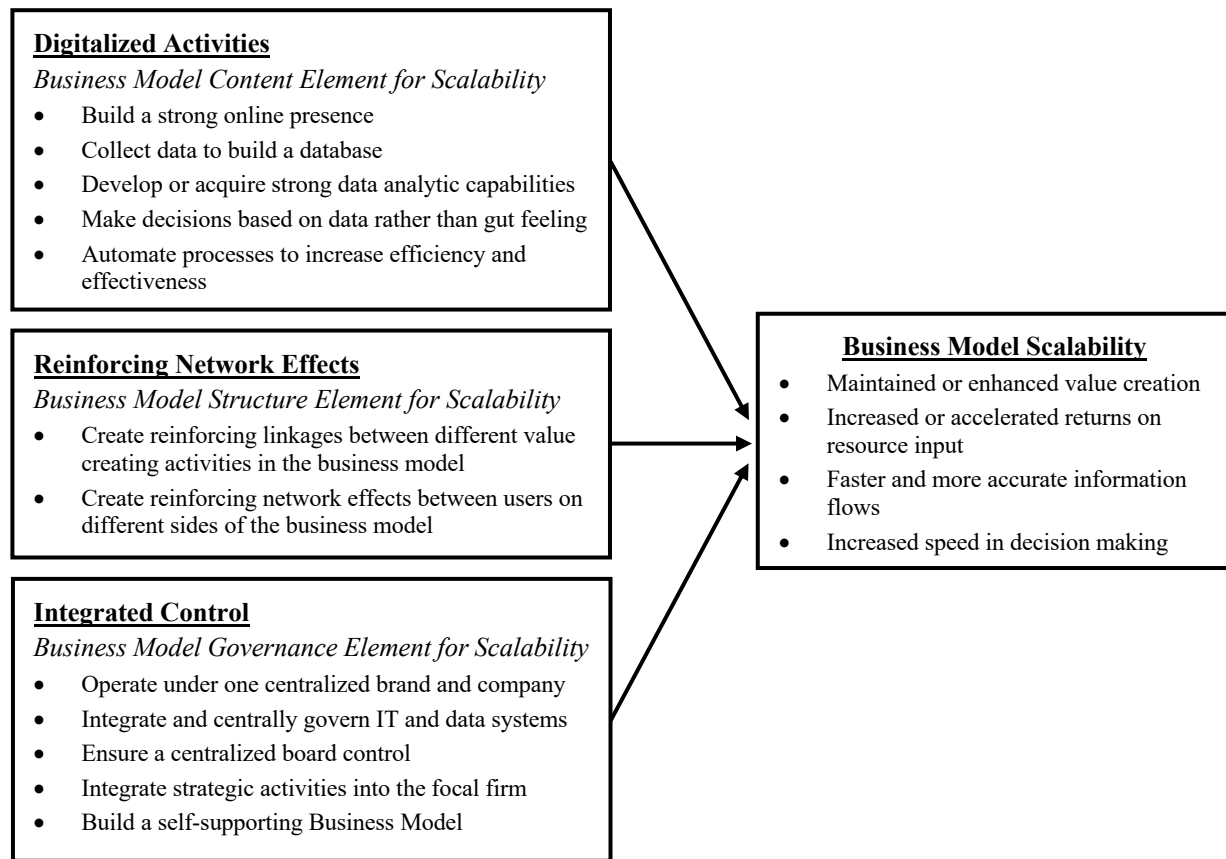 Digitalized Activities
Business Model Content Element for Scalability
• Build a strong online presence
• Collect data to build a database
• Develop or acquire strong data analytic capabilities
• Make decisions based on data rather than gut feeling
• Automate processes to increase efficiency and
effectiveness
Reinforcing Network Effects
Business Model Structure Element for Scalability
• Create reinforcing linkages between different value
creating activities in the business model
• Create reinforcing network effects between users on
different sides of the business model
Integrated Control
Business Model Governance Element for Scalability
• Operate under one centralized brand and company
• Integrate and centrally govern IT and data systems
• Ensure a centralized board control
• Integrate strategic activities into the focal firm
• Build a self-supporting Business Model
Business Model Scalability
• Maintained or enhanced value creation
• Increased or accelerated returns on
resource input
• Faster and more accurate information
flows
• Increased speed in decision making